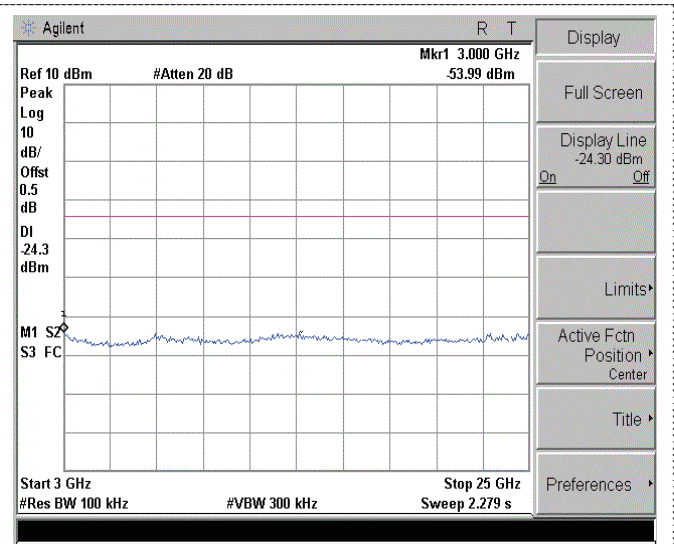 Agilent R T
Mkr1 3.000 GHz
Ref 10 dBm #Atten 20 dB -53.99 dBm
Peak
Log
10
dB/
Offst
0.5
dB
DI
-24.3
dBm
1
M1 S2
S3 FC
Start 3 GHz Stop 25 GHz
#Res BW 100 kHz #VBW 300 kHz Sweep 2.279 s
Display
Full Screen
Display Line
-24.30 dBm
On Off
Limits
Active Fctn
Position
Center
Title
Preferences